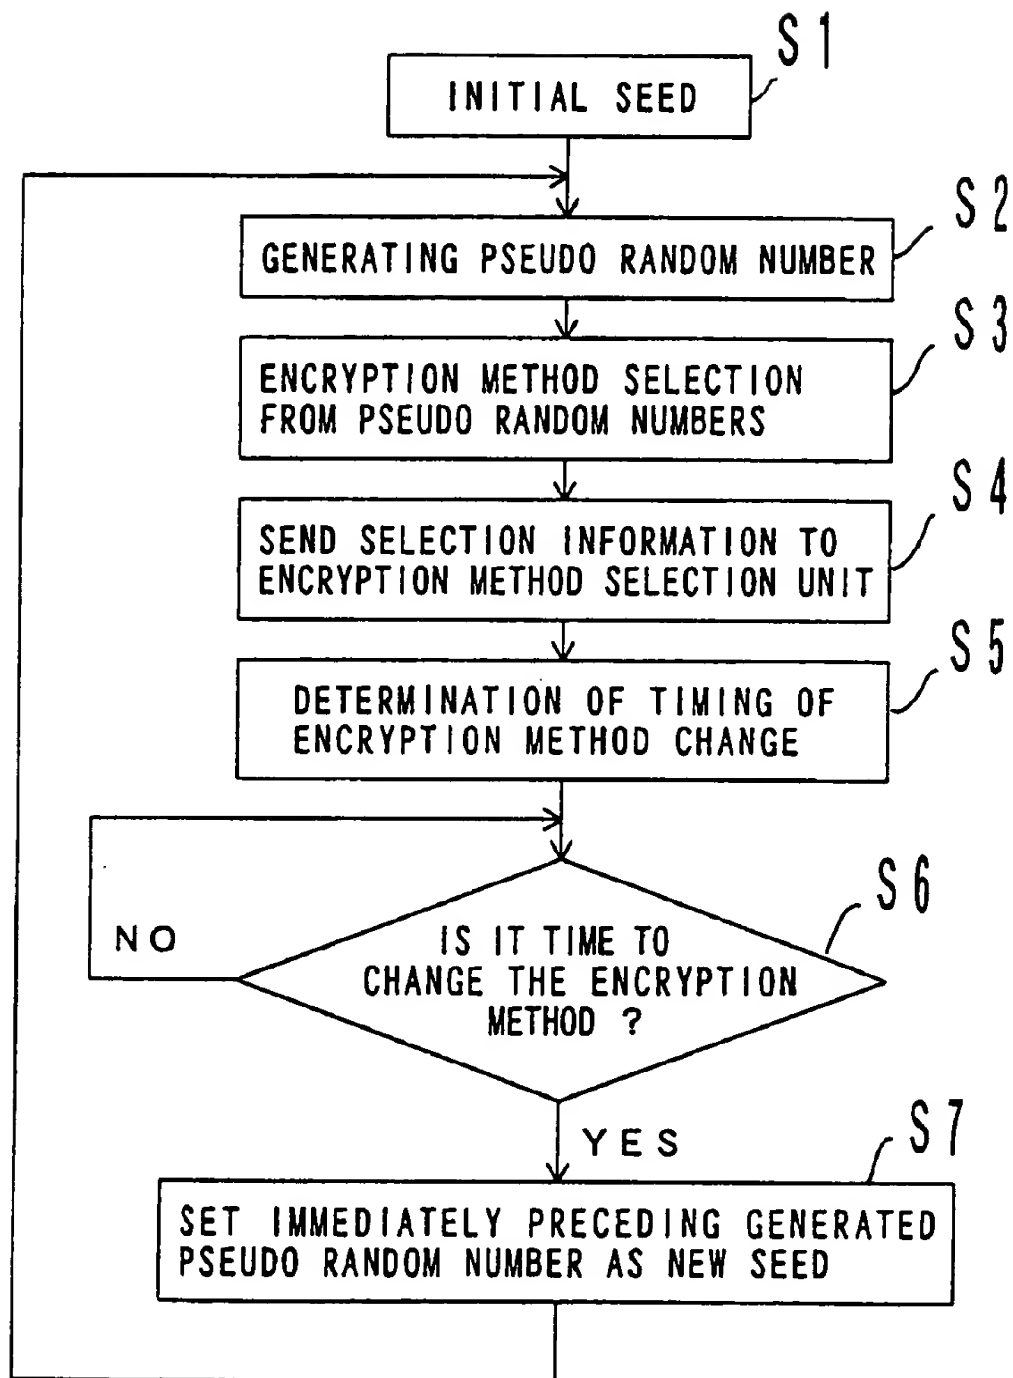 S1
INITIAL SEED
S2
GENERATING PSEUDO RANDOM NUMBER
S3
ENCRYPTION METHOD SELECTION
FROM PSEUDO RANDOM NUMBERS
S4
SEND SELECTION INFORMATION TO
ENCRYPTION METHOD SELECTION UNIT
S5
DETERMINATION OF TIMING OF
ENCRYPTION METHOD CHANGE
S6
NO
IS IT TIME TO
CHANGE THE ENCRYPTION
METHOD ?
YES
S7
SET IMMEDIATELY PRECEDING GENERATED
PSEUDO RANDOM NUMBER AS NEW SEED